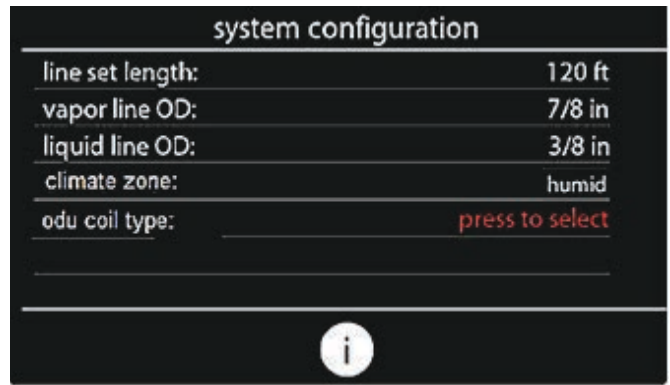 system configuration
line set length: 120 ft
vapor line OD: 7/8 in
liquid line OD: 3/8 in
climate zone: humid
odu coil type: press to select
i